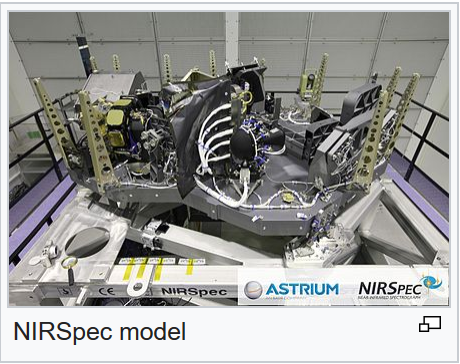 NIRSpec
ASTRIUM
NIRSPEC
NEAR INFRARED SPECTROGRAPH
NIRSpec model